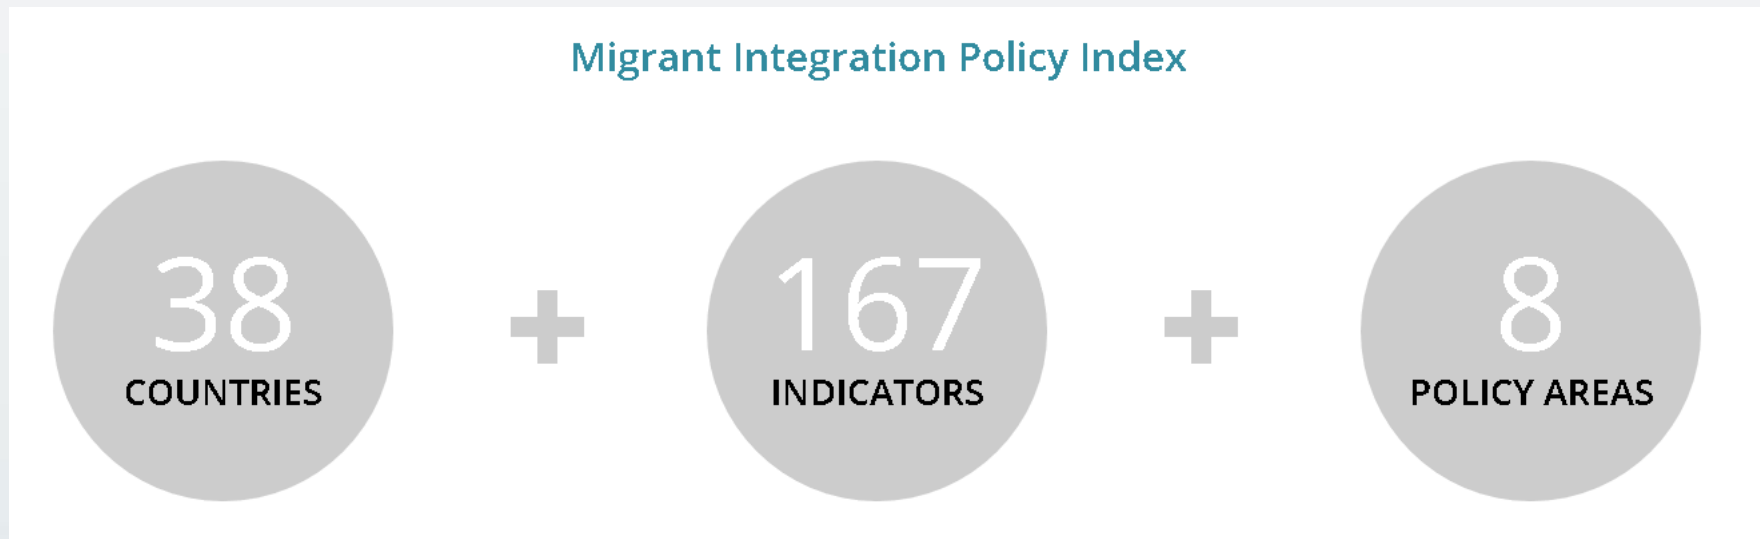 Migrant Integration Policy Index
38
COUNTRIES
+
167
INDICATORS
+
8
POLICY AREAS